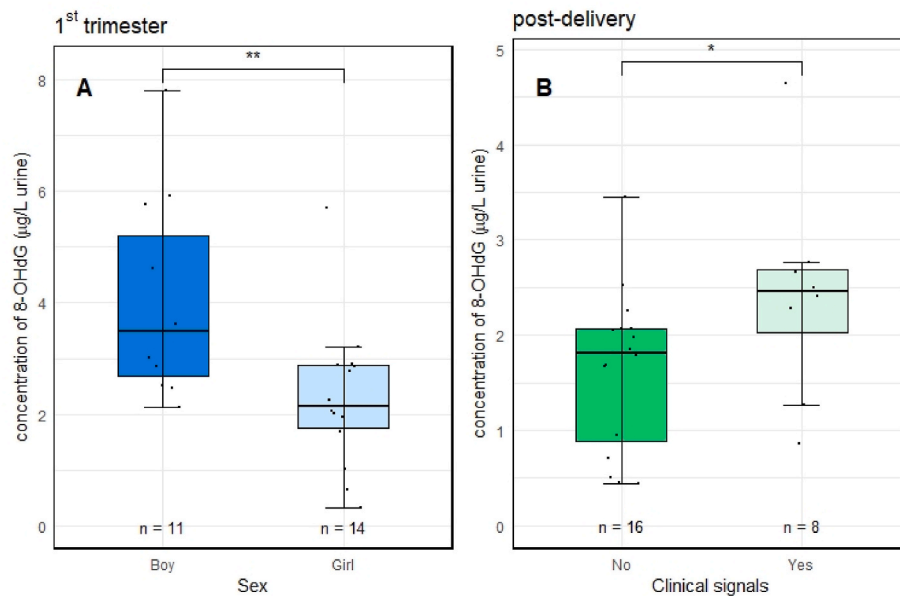 1st trimester
**
A
8
6
4
2
0
concentration of 8-OHdG (µg/L urine)
n = 11
n = 14
Boy
Girl
Sex
post-delivery
*
B
5
4
3
2
1
0
concentration of 8-OHdG (µg/L urine)
n = 16
n = 8
No
Yes
Clinical signals